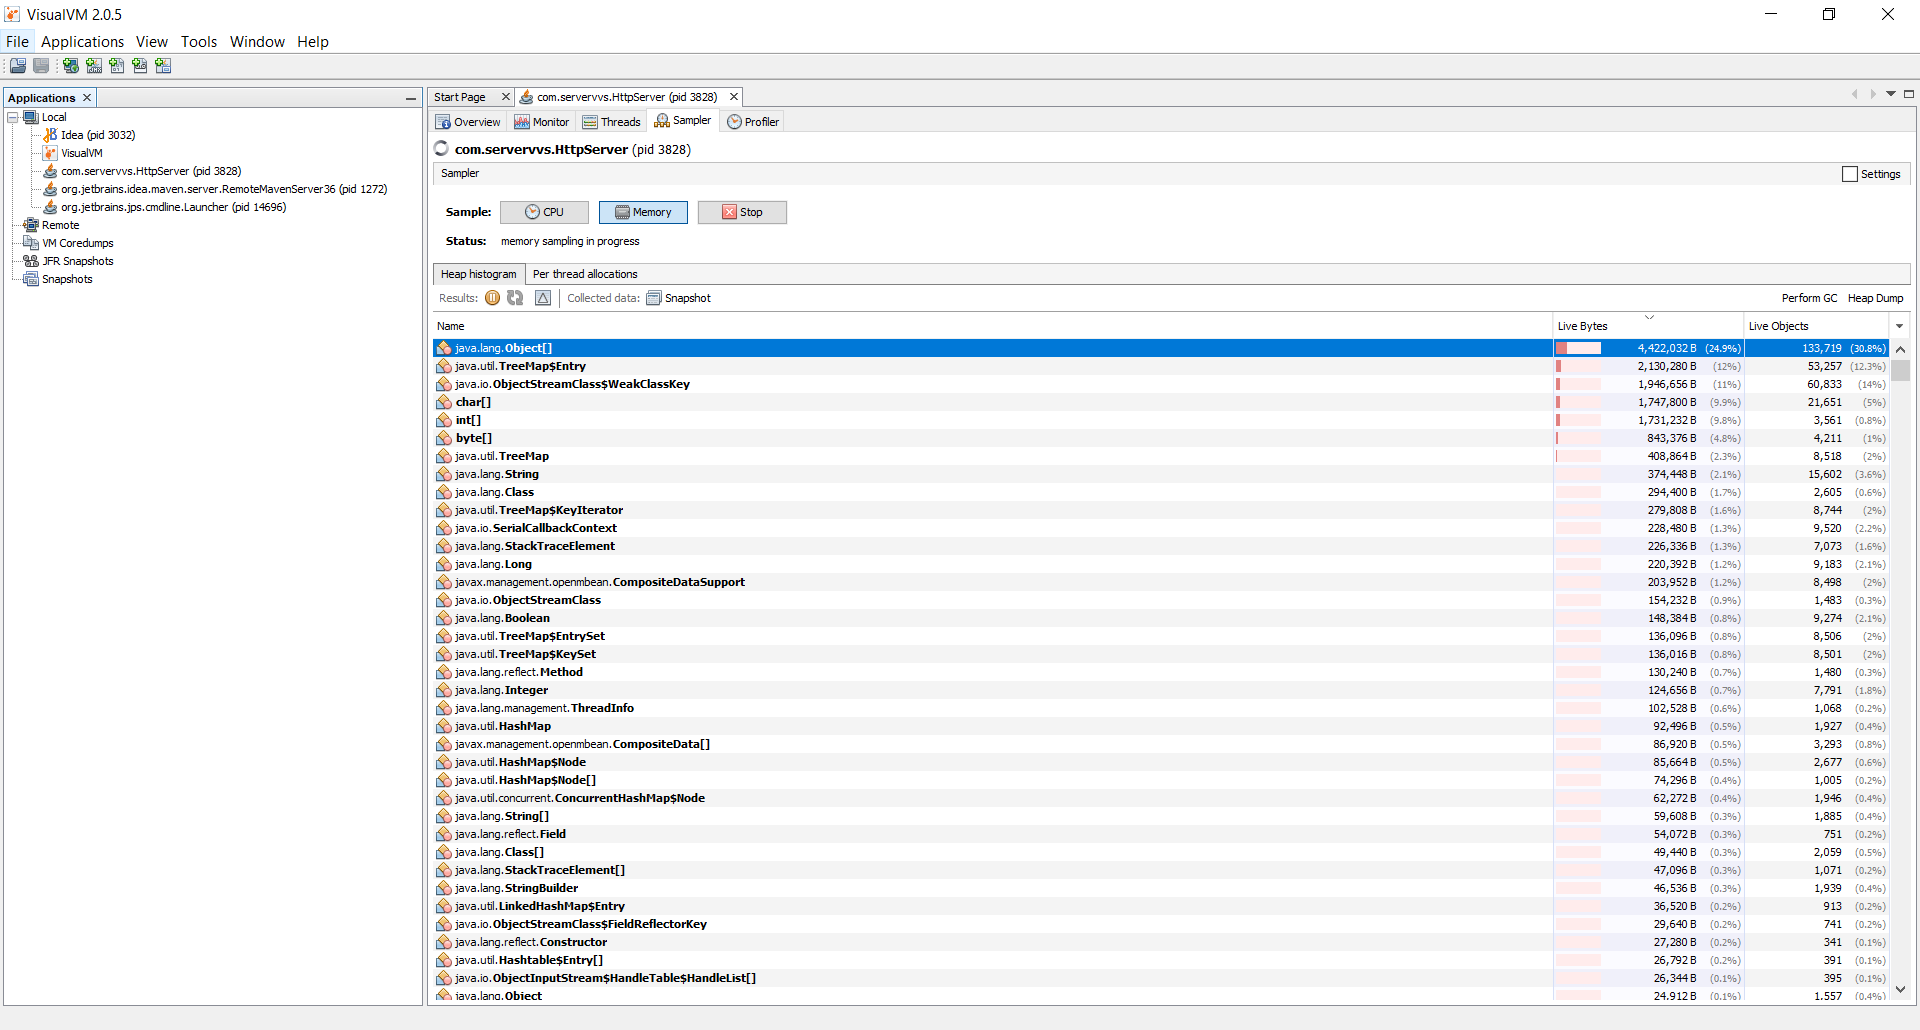 VisualVM 2.0.5
File Applications View Tools Window Help
Applications
Local
Idea (pid 3032)
VisualVM
com.servervvs.HttpServer (pid 3828)
org.jetbrains.idea.maven.server.RemoteMavenServer36 (pid 1272)
org.jetbrains.jps.cmdline.Launcher (pid 14696)
Remote
VM Coredumps
JFR Snapshots
Snapshots
Start Page com.servervvs.HttpServer (pid 3828)
Overview Monitor Threads Sampler Profiler
com.servervvs.HttpServer (pid 3828)
Sampler Settings
Sample: CPU Memory Stop
Status: memory sampling in progress
Heap histogram Per thread allocations
Results: Collected data: Snapshot Perform GC Heap Dump
Name Live Bytes Live Objects
java.lang.Object[] 4,422,032 B (24.9%) 133,719 (30.8%)
java.util.TreeMap$Entry 2,130,280 B (12%) 53,257 (12.3%)
java.io.ObjectStreamClass$WeakClassKey 1,946,656 B (11%) 60,833 (14%)
char[] 1,747,800 B (9.9%) 21,651 (5%)
int[] 1,731,232 B (9.8%) 3,561 (0.8%)
byte[] 843,376 B (4.8%) 4,211 (1%)
java.util.TreeMap 408,864 B (2.3%) 8,518 (2%)
java.lang.String 374,448 B (2.1%) 15,602 (3.6%)
java.lang.Class 294,400 B (1.7%) 2,605 (0.6%)
java.util.TreeMap$KeyIterator 279,808 B (1.6%) 8,744 (2%)
java.io.SerialCallbackContext 228,480 B (1.3%) 9,520 (2.2%)
java.lang.StackTraceElement 226,336 B (1.3%) 7,073 (1.6%)
java.lang.Long 220,392 B (1.2%) 9,183 (2.1%)
javax.management.openmbean.CompositeDataSupport 203,952 B (1.2%) 8,498 (2%)
java.io.ObjectStreamClass 154,232 B (0.9%) 1,483 (0.3%)
java.lang.Boolean 148,384 B (0.8%) 9,274 (2.1%)
java.util.TreeMap$EntrySet 136,096 B (0.8%) 8,506 (2%)
java.util.TreeMap$KeySet 136,016 B (0.8%) 8,501 (2%)
java.lang.reflect.Method 130,240 B (0.7%) 1,480 (0.3%)
java.lang.Integer 124,656 B (0.7%) 7,791 (1.8%)
java.lang.management.ThreadInfo 102,528 B (0.6%) 1,068 (0.2%)
java.util.HashMap 92,496 B (0.5%) 1,927 (0.4%)
javax.management.openmbean.CompositeData[] 86,920 B (0.5%) 3,293 (0.8%)
java.util.HashMap$Node 85,664 B (0.5%) 2,677 (0.6%)
java.util.HashMap$Node[] 74,296 B (0.4%) 1,005 (0.2%)
java.util.concurrent.ConcurrentHashMap$Node 62,272 B (0.4%) 1,946 (0.4%)
java.lang.String[] 59,608 B (0.3%) 1,885 (0.4%)
java.lang.reflect.Field 54,072 B (0.3%) 751 (0.2%)
java.lang.Class[] 49,440 B (0.3%) 2,059 (0.5%)
java.lang.StackTraceElement[] 47,096 B (0.3%) 1,071 (0.2%)
java.lang.StringBuilder 46,536 B (0.3%) 1,939 (0.4%)
java.util.LinkedHashMap$Entry 36,520 B (0.2%) 913 (0.2%)
java.io.ObjectStreamClass$FieldReflectorKey 29,640 B (0.2%) 741 (0.2%)
java.lang.reflect.Constructor 27,280 B (0.2%) 341 (0.1%)
java.util.Hashtable$Entry[] 26,792 B (0.2%) 391 (0.1%)
java.io.ObjectInputStream$HandleTable$HandleList[] 26,344 B (0.1%) 395 (0.1%)
java.lang.Object 24,912 B (0.1%) 1,557 (0.4%)